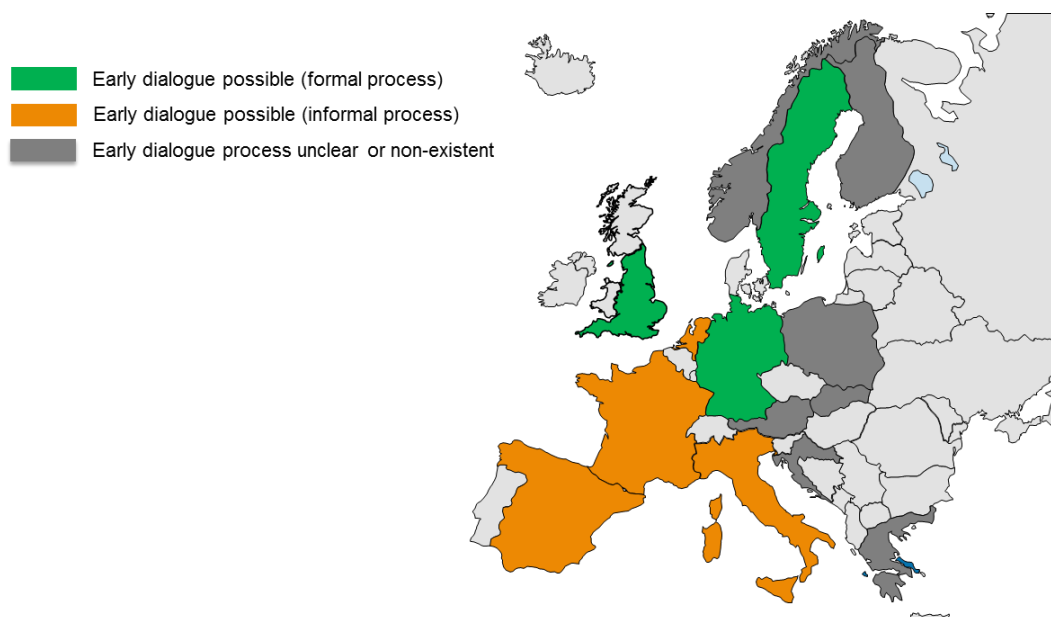 Early dialogue possible (formal process)
Early dialogue possible (informal process)
Early dialogue process unclear or non-existent